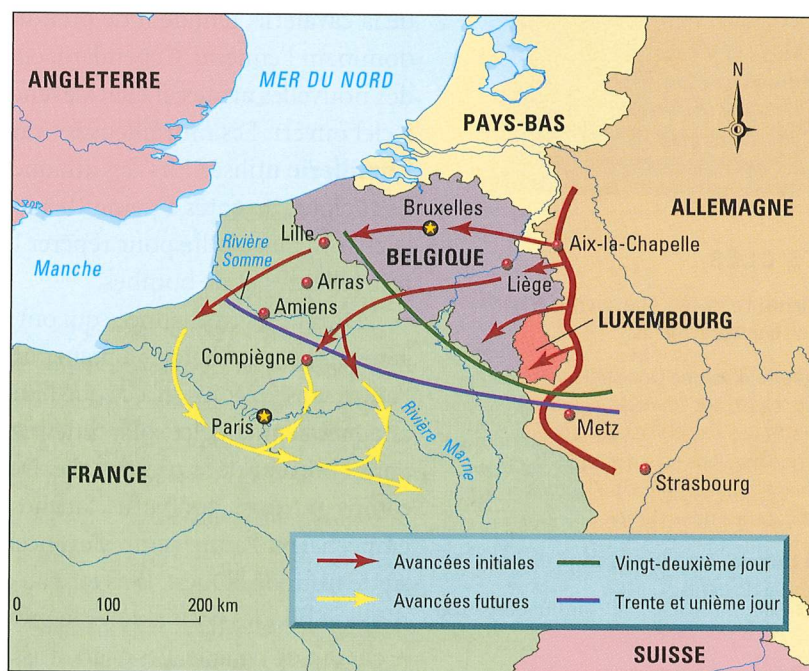 ANGLETERRE
MER DU NORD
PAYS-BAS
N
ALLEMAGNE
Bruxelles
Lille
Rivière
Somme
BELGIQUE
Aix-la-Chapelle
Manche
Arras
Liège
Amiens
LUXEMBOURG
Compiègne
Paris
Rivière Marne
Metz
FRANCE
Strasbourg
Avancées initiales
Vingt-deuxième jour
Avancées futures
Trente et unième jour
0 100 200 km
SUISSE